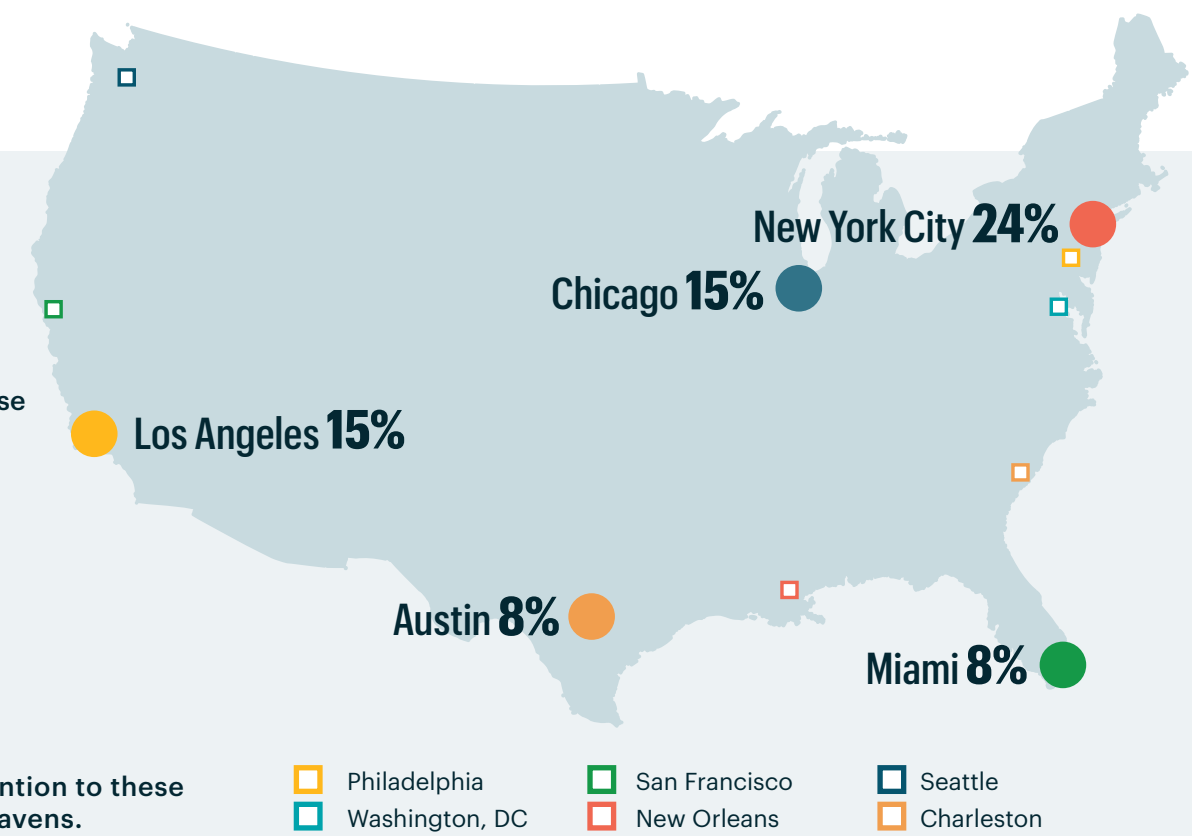 New York City 24%
Chicago 15%
se
Los Angeles 15%
Austin 8%
Miami 8%
ntion to these
avens.
Philadelphia
San Francisco
Seattle
Washington, DC
New Orleans
Charleston